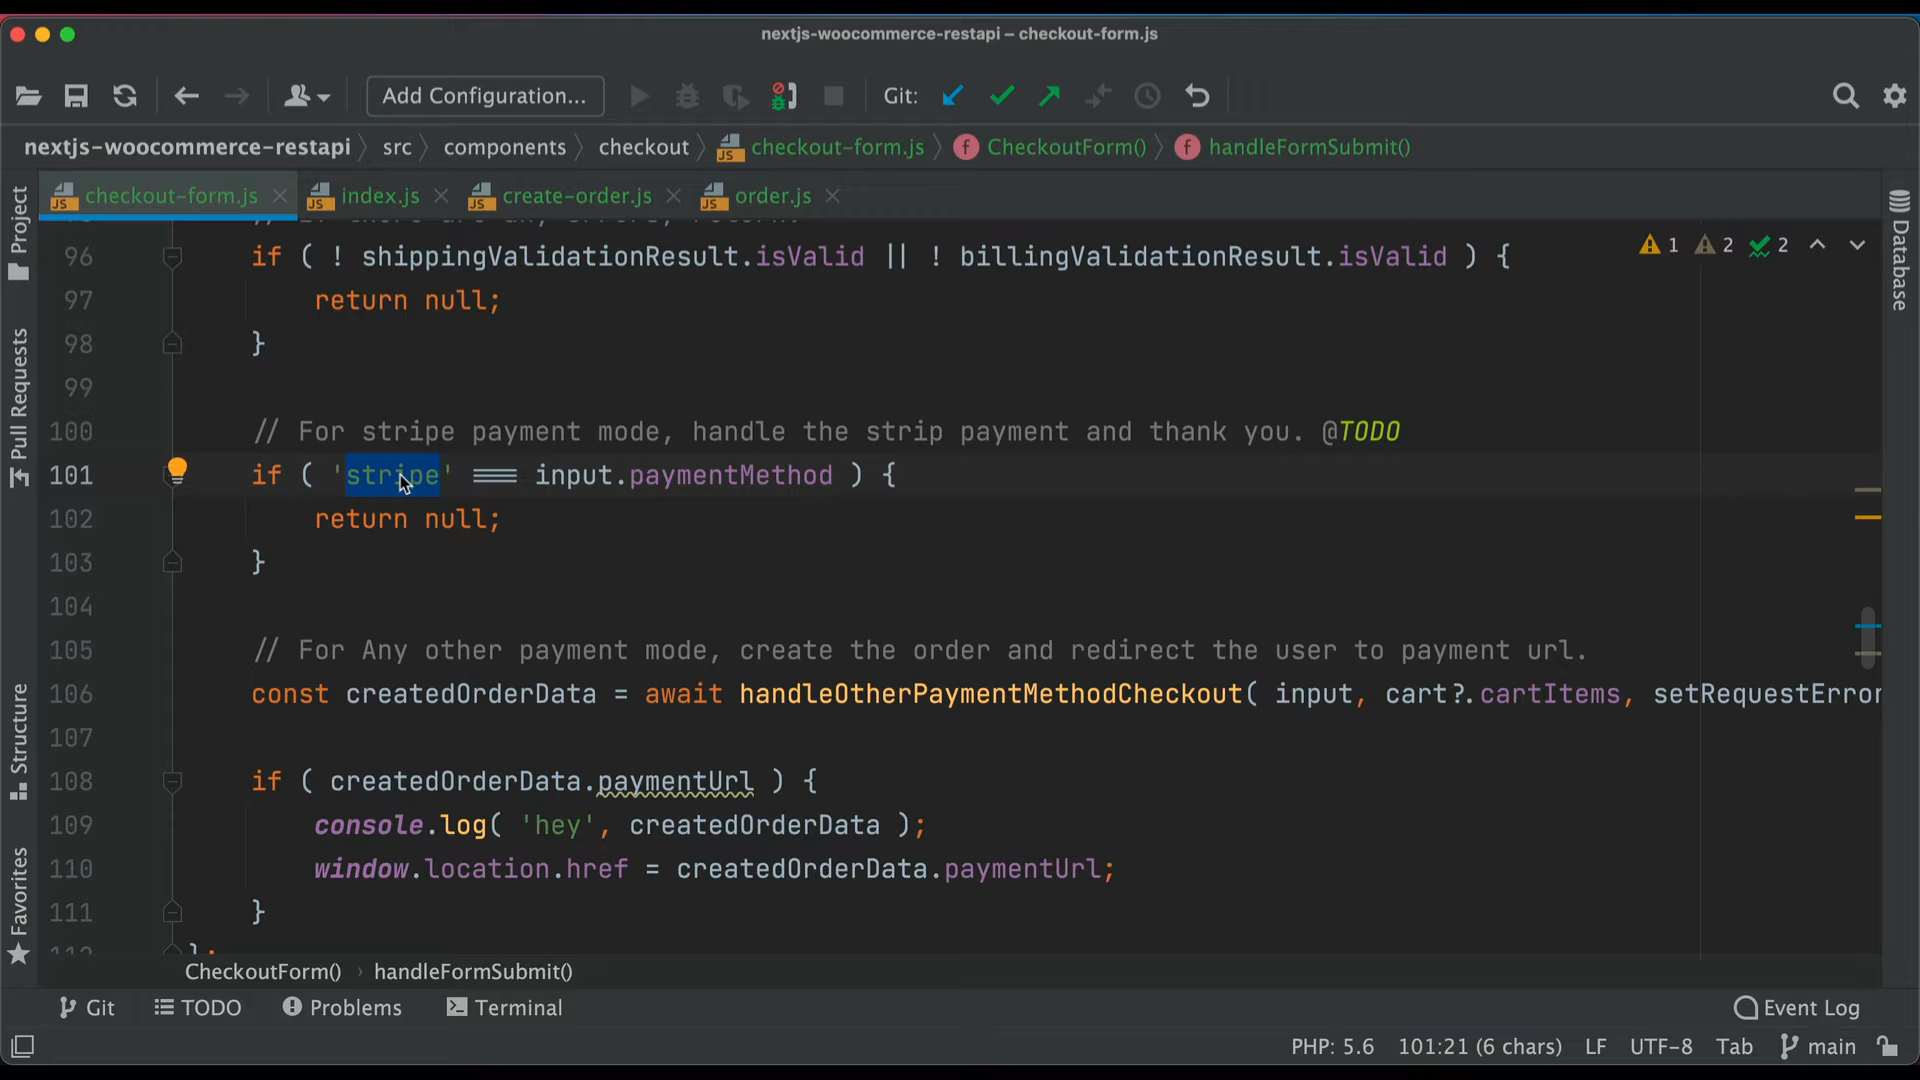 nextjs-woocommerce-restapi – checkout-form.js
Add Configuration...
Git:
nextjs-woocommerce-restapi src components checkout checkout-form.js CheckoutForm() handleFormSubmit()
checkout-form.js index.js create-order.js order.js
96 if ( ! shippingValidationResult.isValid || ! billingValidationResult.isValid ) {
97 return null;
98 }
99
100 // For stripe payment mode, handle the strip payment and thank you. @TODO
101 if ( 'stripe' === input.paymentMethod ) {
102 return null;
103 }
104
105 // For Any other payment mode, create the order and redirect the user to payment url.
106 const createdOrderData = await handleOtherPaymentMethodCheckout( input, cart?.cartItems, setRequestError
107
108 if ( createdOrderData.paymentUrl ) {
109 console.log( 'hey', createdOrderData );
110 window.location.href = createdOrderData.paymentUrl;
111 }
1 2 2
Project
Pull Requests
Structure
Favorites
Database
CheckoutForm() › handleFormSubmit()
Git TODO Problems Terminal Event Log
PHP: 5.6 101:21 (6 chars) LF UTF-8 Tab main